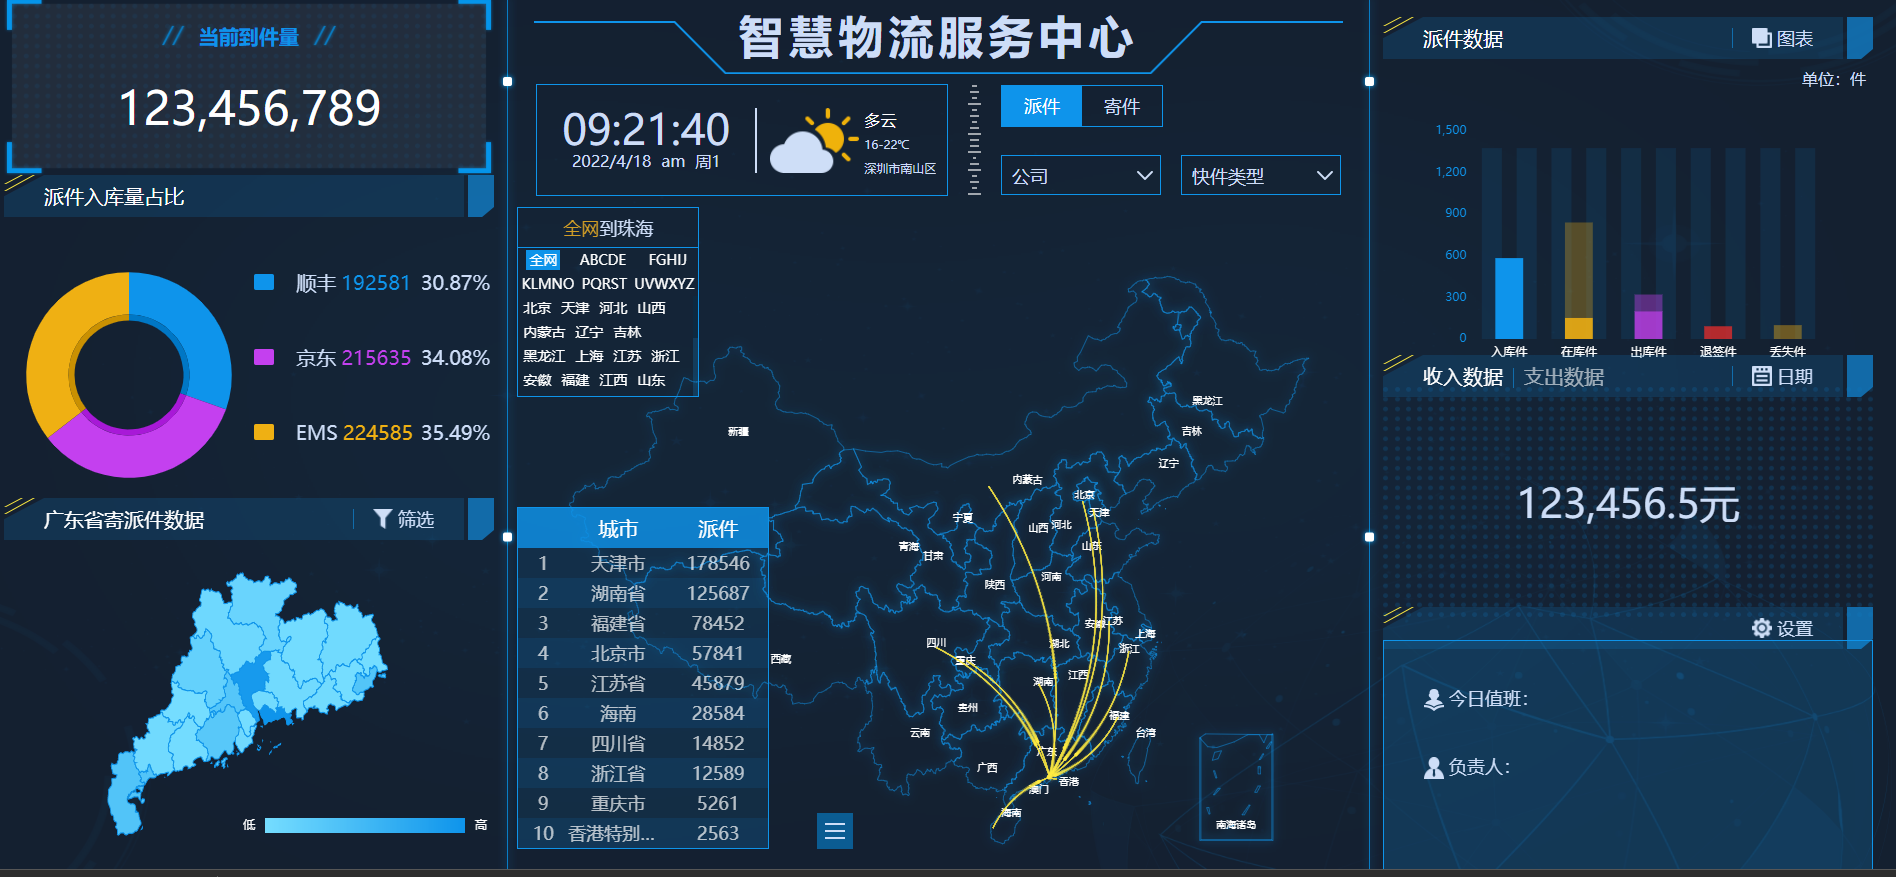 // 当前到件量 //
123,456,789
派件入库量占比
顺丰 192581 30.87%
京东 215635 34.08%
EMS 224585 35.49%
广东省寄派件数据
筛选
低
高
智慧物流服务中心
09:21:40
2022/4/18 am 周1
多云
16-22℃
深圳市南山区
派件
寄件
公司
快件类型
全网到珠海
全网 ABCDE FGHIJ
KLMNO PQRST UVWXYZ
北京 天津 河北 山西
内蒙古 辽宁 吉林
黑龙江 上海 江苏 浙江
安徽 福建 江西 山东
城市 派件
1 天津市 178546
2 湖南省 125687
3 福建省 78452
4 北京市 57841
5 江苏省 45879
6 海南 28584
7 四川省 14852
8 浙江省 12589
9 重庆市 5261
10 香港特别... 2563
黑龙江
吉林
新疆
辽宁
内蒙古
北京
天津
宁夏
山西
河北
青海
甘肃
山东
河南
陕西
安徽
江苏
上海
四川
湖北
浙江
西藏
重庆
湖南
江西
贵州
福建
云南
台湾
广东
广西
香港
澳门
海南
南海诸岛
派件数据
图表
单位：件
1,500
1,200
900
600
300
0
入库件
在库件
出库件
退签件
丢失件
收入数据
支出数据
日期
123,456.5元
设置
今日值班：
负责人：